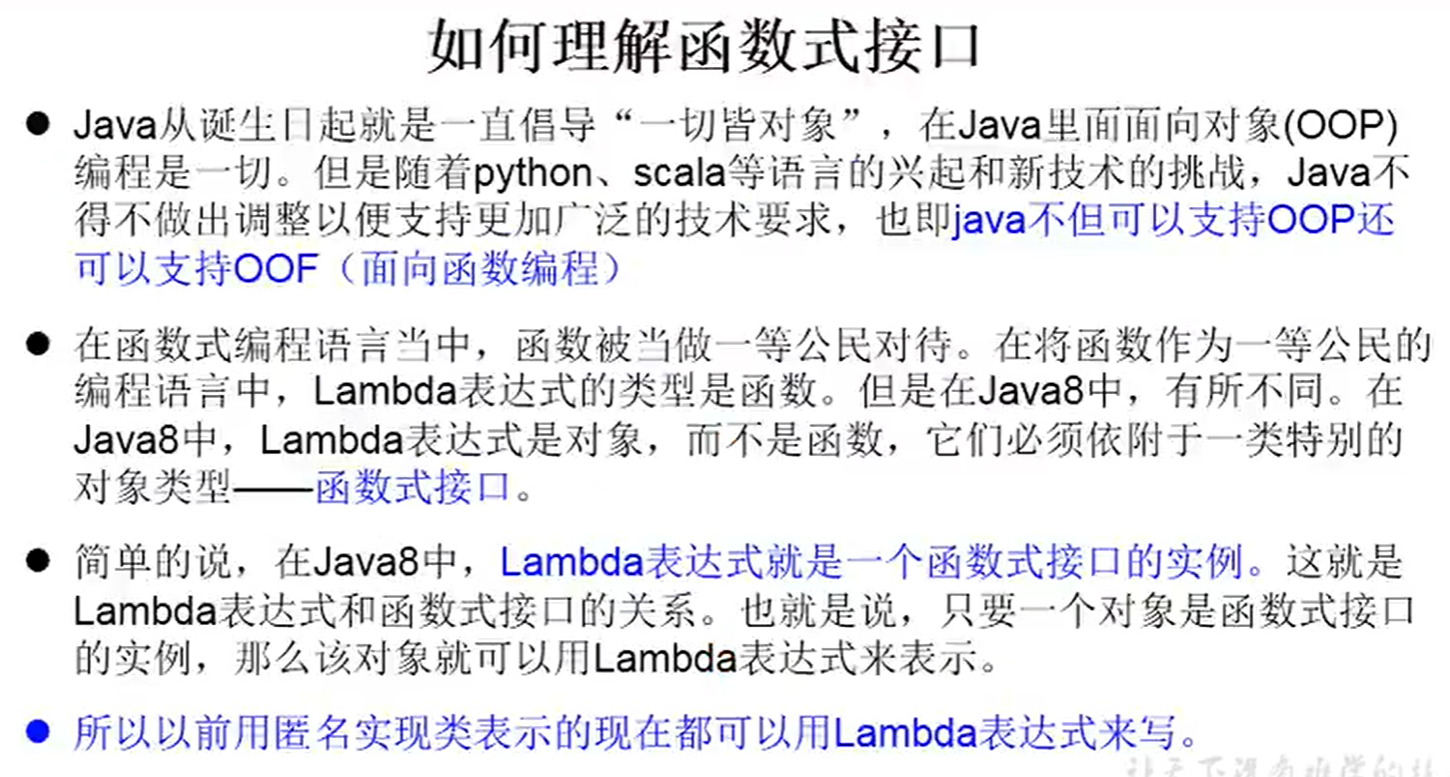 如何理解函数式接口
● Java从诞生日起就是一直倡导“一切皆对象”，在Java里面面向对象(OOP)
编程是一切。但是随着python、scala等语言的兴起和新技术的挑战，Java不
得不做出调整以便支持更加广泛的技术要求，也即java不但可以支持OOP还
可以支持OOF（面向函数编程）
● 在函数式编程语言当中，函数被当做一等公民对待。在将函数作为一等公民的
编程语言中，Lambda表达式的类型是函数。但是在Java8中，有所不同。在
Java8中，Lambda表达式是对象，而不是函数，它们必须依附于一类特别的
对象类型——函数式接口。
● 简单的说，在Java8中，Lambda表达式就是一个函数式接口的实例。这就是
Lambda表达式和函数式接口的关系。也就是说，只要一个对象是函数式接口
的实例，那么该对象就可以用Lambda表达式来表示。
● 所以以前用匿名实现类表示的现在都可以用Lambda表达式来写。